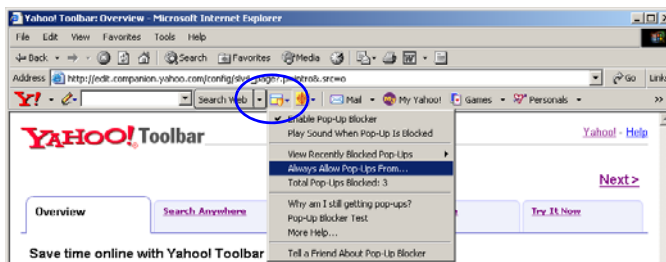 Yahoo! Toolbar: Overview - Microsoft Internet Explorer
File Edit View Favorites Tools Help
Back Search Favorites Media
Address http://edit.companion.yahoo.com/config/slvd_ Go Links
Y! Search Web Mail My Yahoo! Games Personals »
Enable Pop-Up Blocker
Play Sound When Pop-Up Is Blocked
YAHOO! Toolbar Yahoo! - Help
View Recently Blocked Pop-Ups
Always Allow Pop-Ups From...
Total Pop-Ups Blocked: 3
Next >
Why am I still getting pop-ups?
Overview Search Anywhere Try It Now
Pop-Up Blocker Test
More Help...
Save time online with Yahoo! Toolbar
Tell a Friend About Pop-Up Blocker